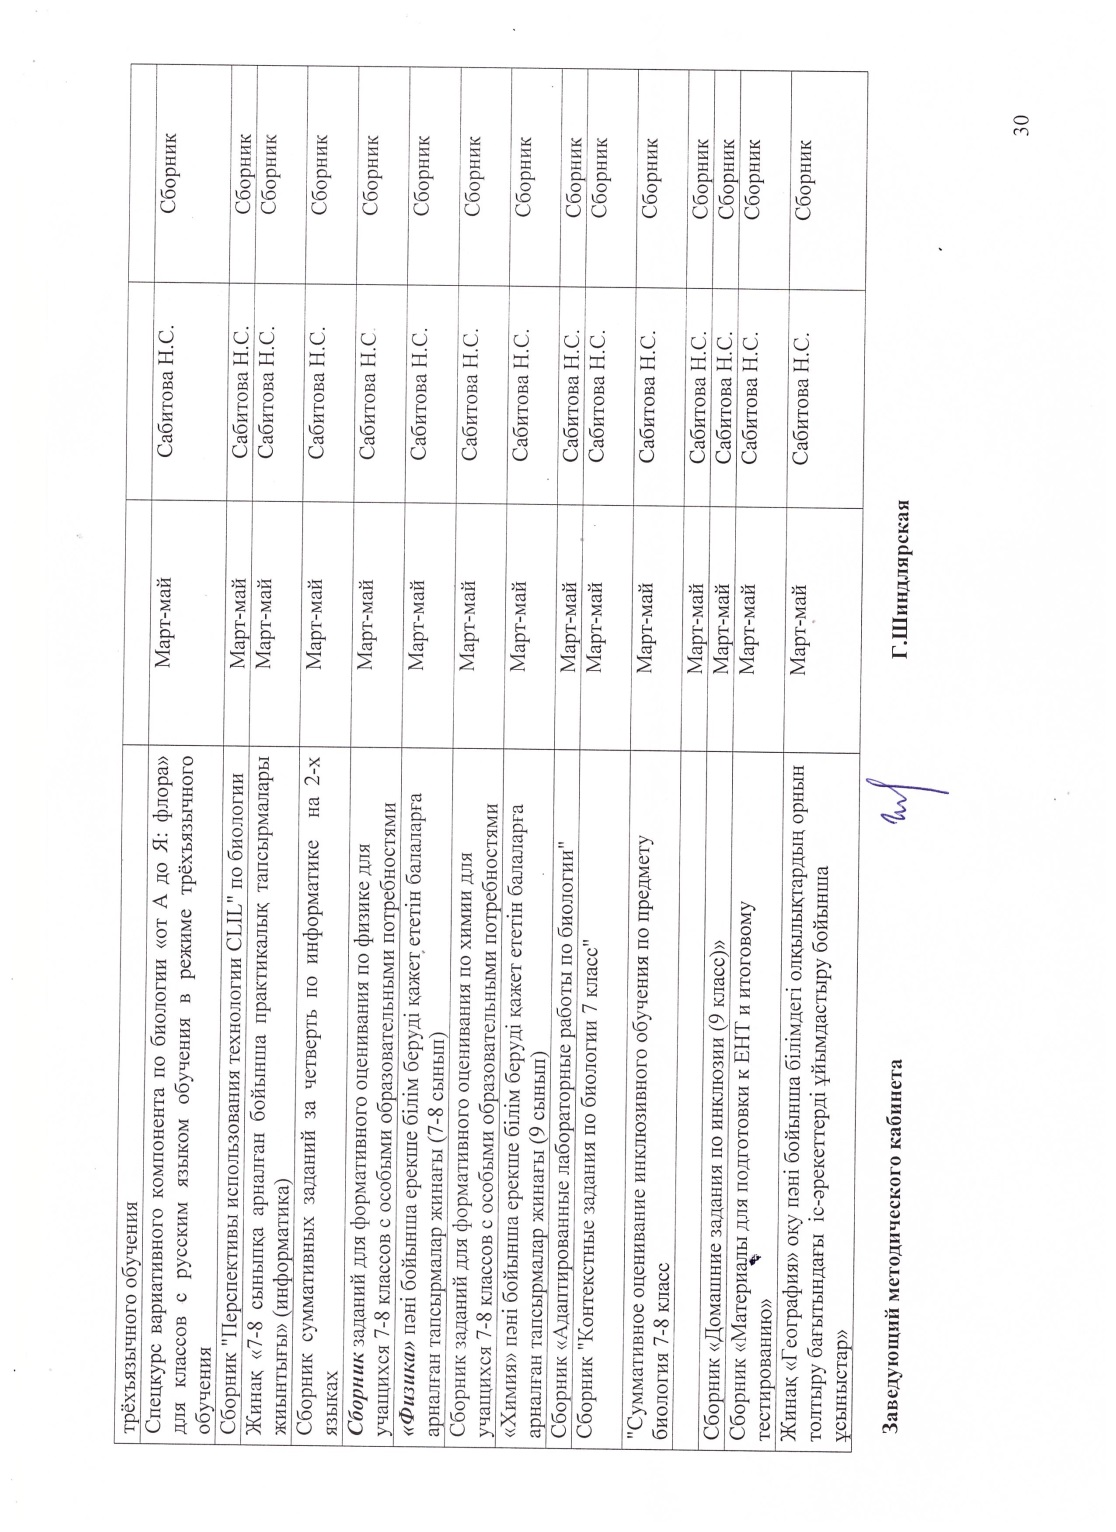 трёхъязычного обучения
Спецкурс вариативного компонента по биологии «от А до Я: флора» Март-май Сабитова Н.С. Сборник
для классов с русским языком обучения в режиме трёхъязычного
обучения
Сборник "Перспективы использования технологии CLIL" по биологии Март-май Сабитова Н.С. Сборник
Жинақ «7-8 сыныпка арналған бойынша практикалық тапсырмалары Март-май Сабитова Н.С. Сборник
жиынтығы» (информатика)
Сборник суммативных заданий за четверть по информатике на 2-х Март-май Сабитова Н.С. Сборник
языках
Сборник заданий для формативного оценивания по физике для Март-май Сабитова Н.С Сборник
учащихся 7-8 классов с особыми образовательными потребностями
«Физика» пәні бойынша ерекше білім беруді қажет ететін балаларға Март-май Сабитова Н.С. Сборник
арналған тапсырмалар жинағы (7-8 сынып)
Сборник заданий для формативного оценивания по химии для Март-май Сабитова Н.С. Сборник
учащихся 7-8 классов с особыми образовательными потребностями
«Химия» пәні бойынша ерекше білім беруді қажет ететін балаларға Март-май Сабитова Н.С. Сборник
арналған тапсырмалар жинағы (9 сынып)
Сборник «Адаптированные лабораторные работы по биологии" Март-май Сабитова Н.С. Сборник
Сборник "Контекстные задания по биологии 7 класс" Март-май Сабитова Н.С. Сборник
"Суммативное оценивание инклюзивного обучения по предмету Март-май Сабитова Н.С. Сборник
биология 7-8 класс
Сборник «Домашние задания по инклюзии (9 класс)» Март-май Сабитова Н.С. Сборник
Сборник «Материалы для подготовки к ЕНТ и итоговому Март-май Сабитова Н.С. Сборник
тестированию» Март-май Сабитова Н.С. Сборник
Жинақ «География» оқу пәні бойынша білімдегі олқылықтардың орнын Март-май Сабитова Н.С. Сборник
толтыру бағытындағы іс-әрекеттерді ұйымдастыру бойынша
ұсыныстар»
Заведующий методического кабинета Г.Шиндлярская
30